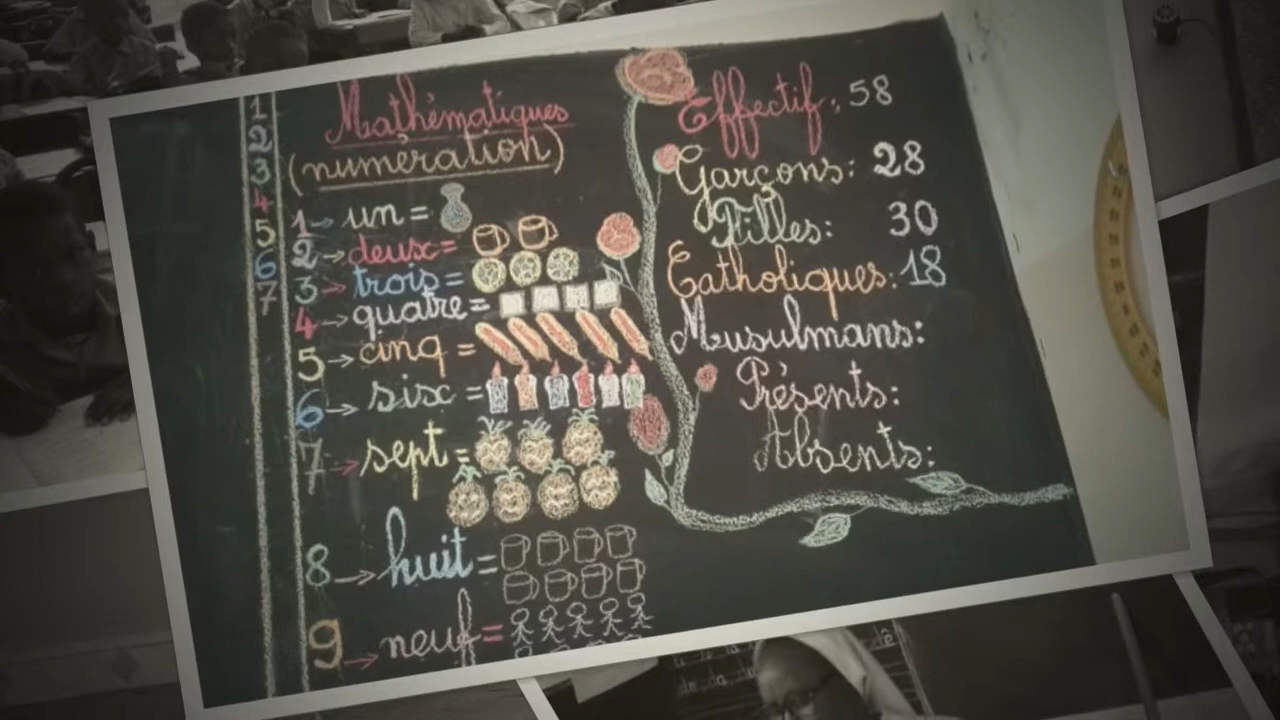 1
2
3
4
5
6
7
Mathématiques
(numération)
1→ un =
2→ deux=
3→ trois=
4→ quatre=
5→ cinq =
6→ six =
7→ sept =
8→ huit =
9→ neuf=
Effectif: 58
Garçons: 28
Filles: 30
Catholiques: 18
Musulmans:
Présents:
Absents: